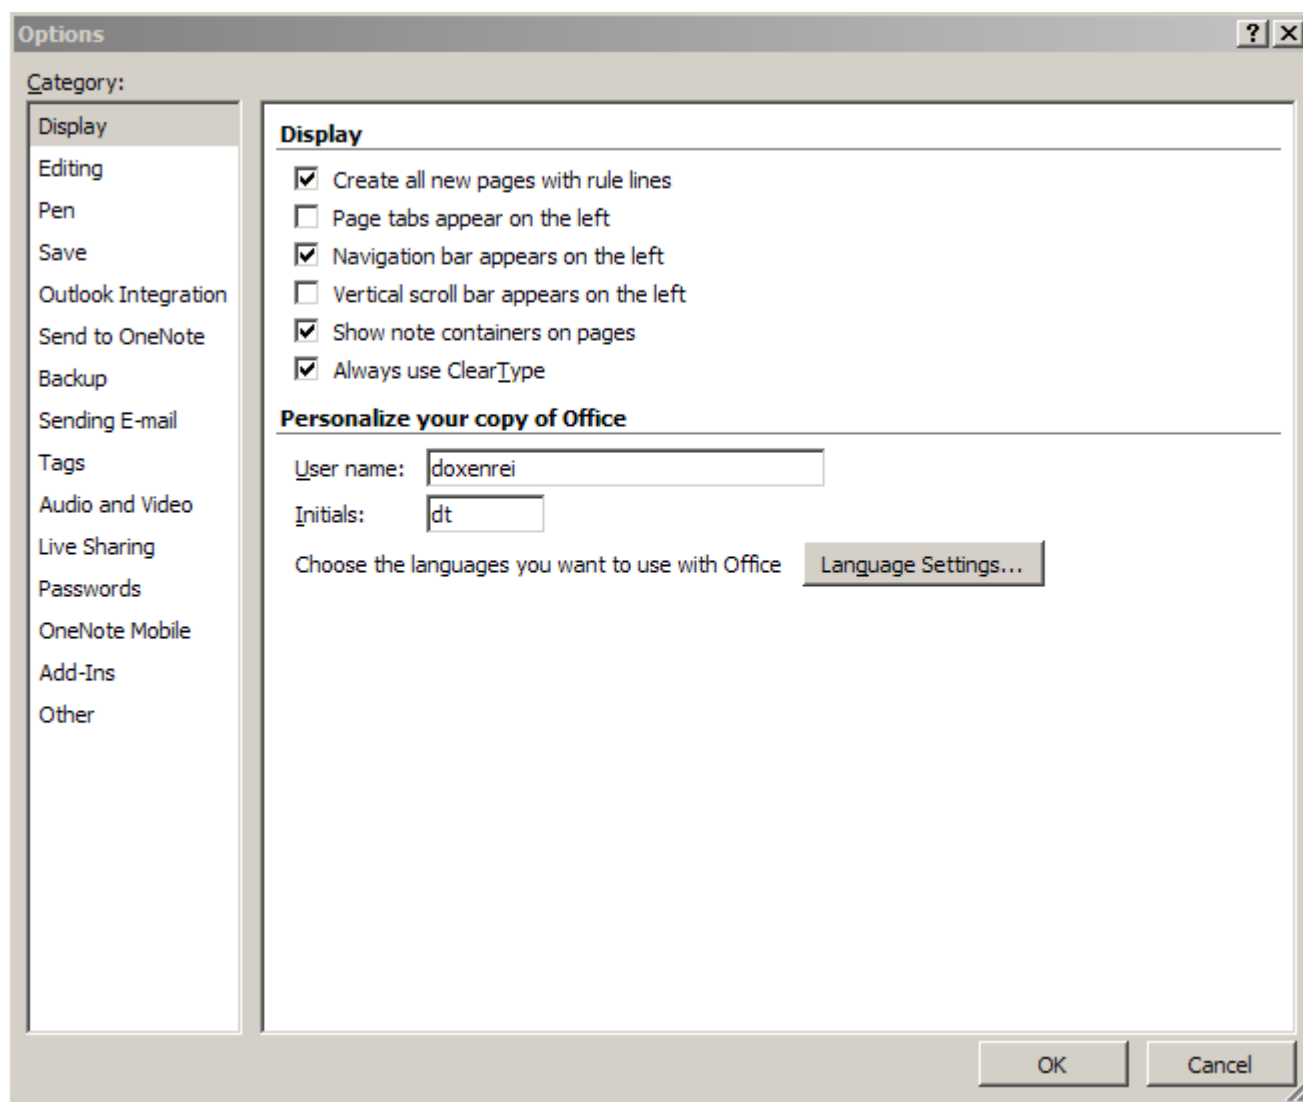 Options
Category:
Display
Editing
Pen
Save
Outlook Integration
Send to OneNote
Backup
Sending E-mail
Tags
Audio and Video
Live Sharing
Passwords
OneNote Mobile
Add-Ins
Other
Display
Create all new pages with rule lines
Page tabs appear on the left
Navigation bar appears on the left
Vertical scroll bar appears on the left
Show note containers on pages
Always use ClearType
Personalize your copy of Office
User name: doxenrei
Initials: dt
Choose the languages you want to use with Office Language Settings...
OK Cancel